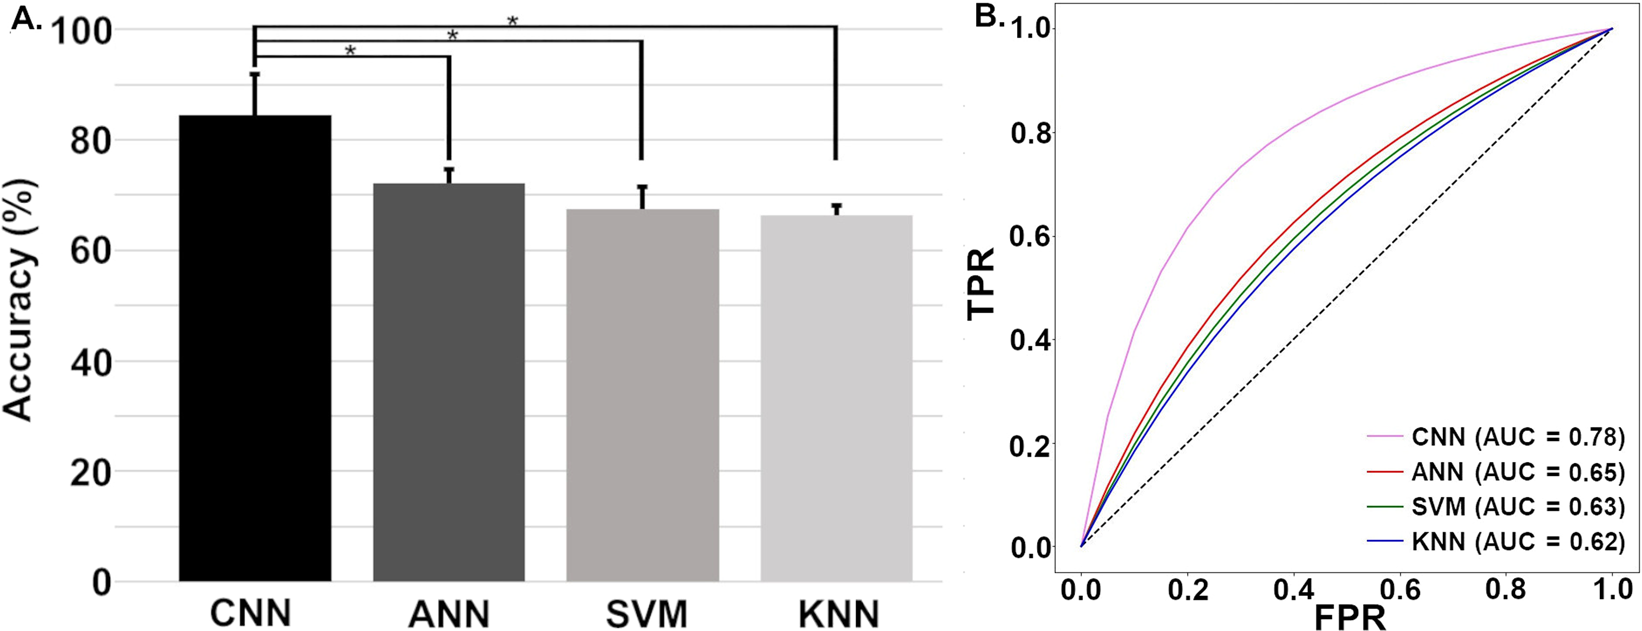 A.
100
80
60
40
20
0
Accuracy (%)
* 
*
*
CNN ANN SVM KNN
B.
1.0
0.8
0.6
0.4
0.2
0.0
TPR
CNN (AUC = 0.78)
ANN (AUC = 0.65)
SVM (AUC = 0.63)
KNN (AUC = 0.62)
0.0 0.2 0.4 0.6 0.8 1.0
FPR